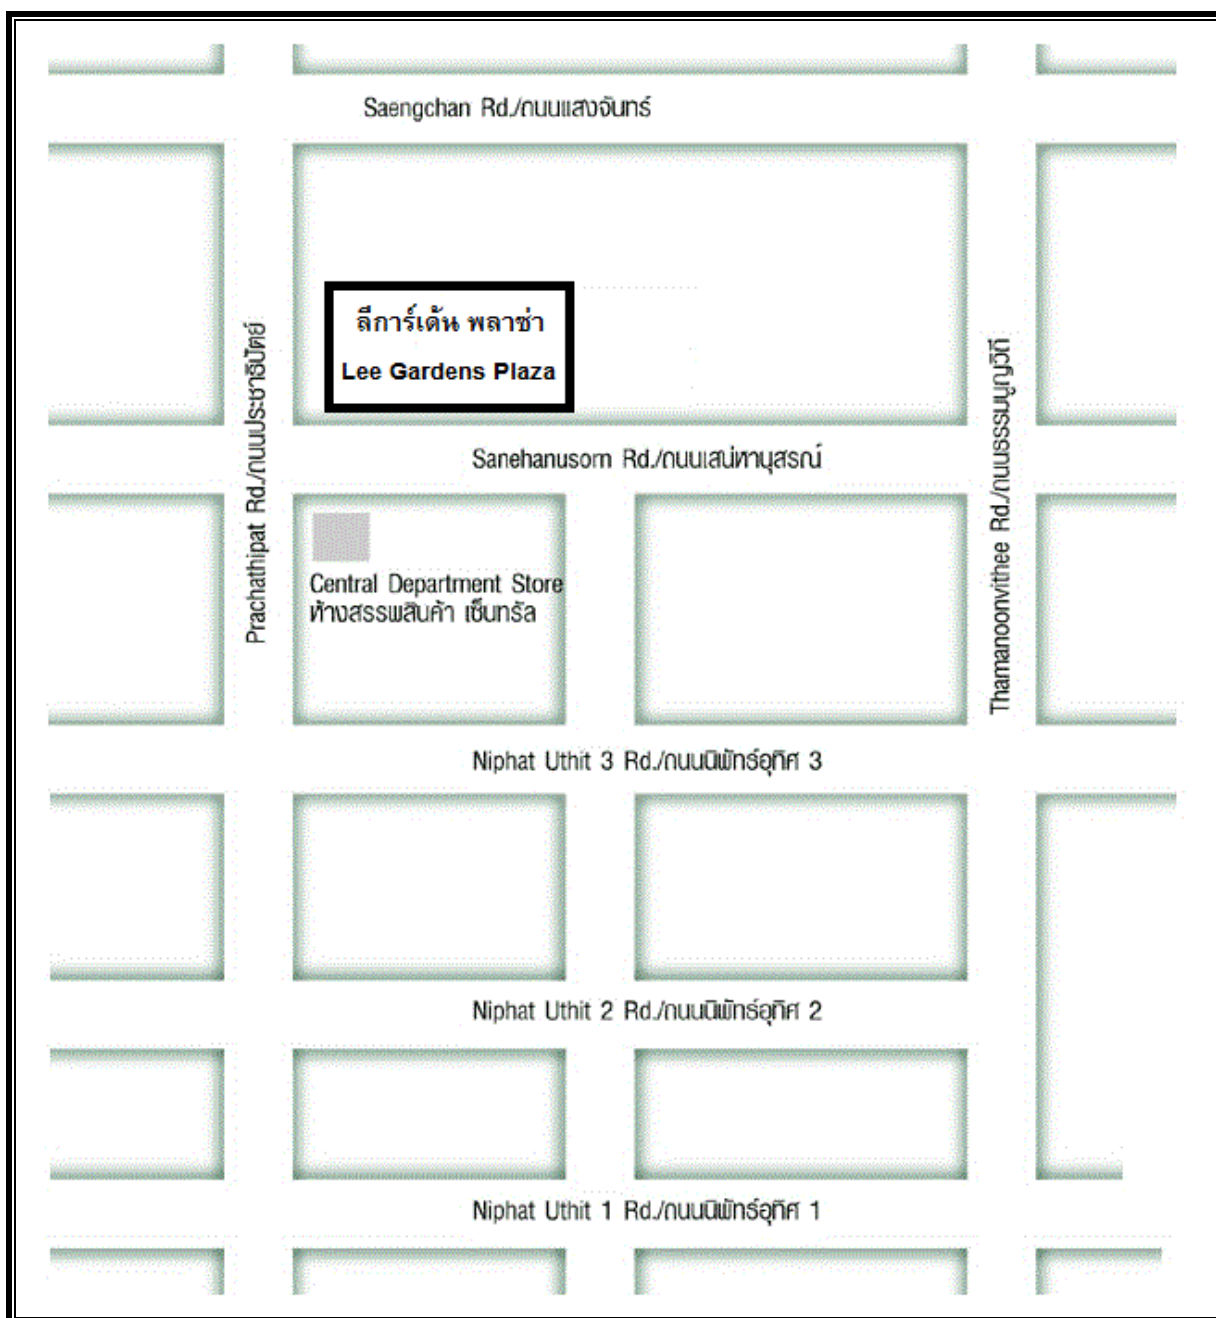 Saengchan Rd./ถนนแสงจันทร์
ลีการ์เด้น พลาซ่า
Lee Gardens Plaza
Prachathipat Rd./ถนนประชาธิปัตย์
Thamanoonvithee Rd./ถนนธรรมนูญวิถี
Sanehanusorn Rd./ถนนเสน่หานุสรณ์
Central Department Store
ห้างสรรพสินค้า เซ็นทรัล
Niphat Uthit 3 Rd./ถนนนิพัทธ์อุทิศ 3
Niphat Uthit 2 Rd./ถนนนิพัทธ์อุทิศ 2
Niphat Uthit 1 Rd./ถนนนิพัทธ์อุทิศ 1